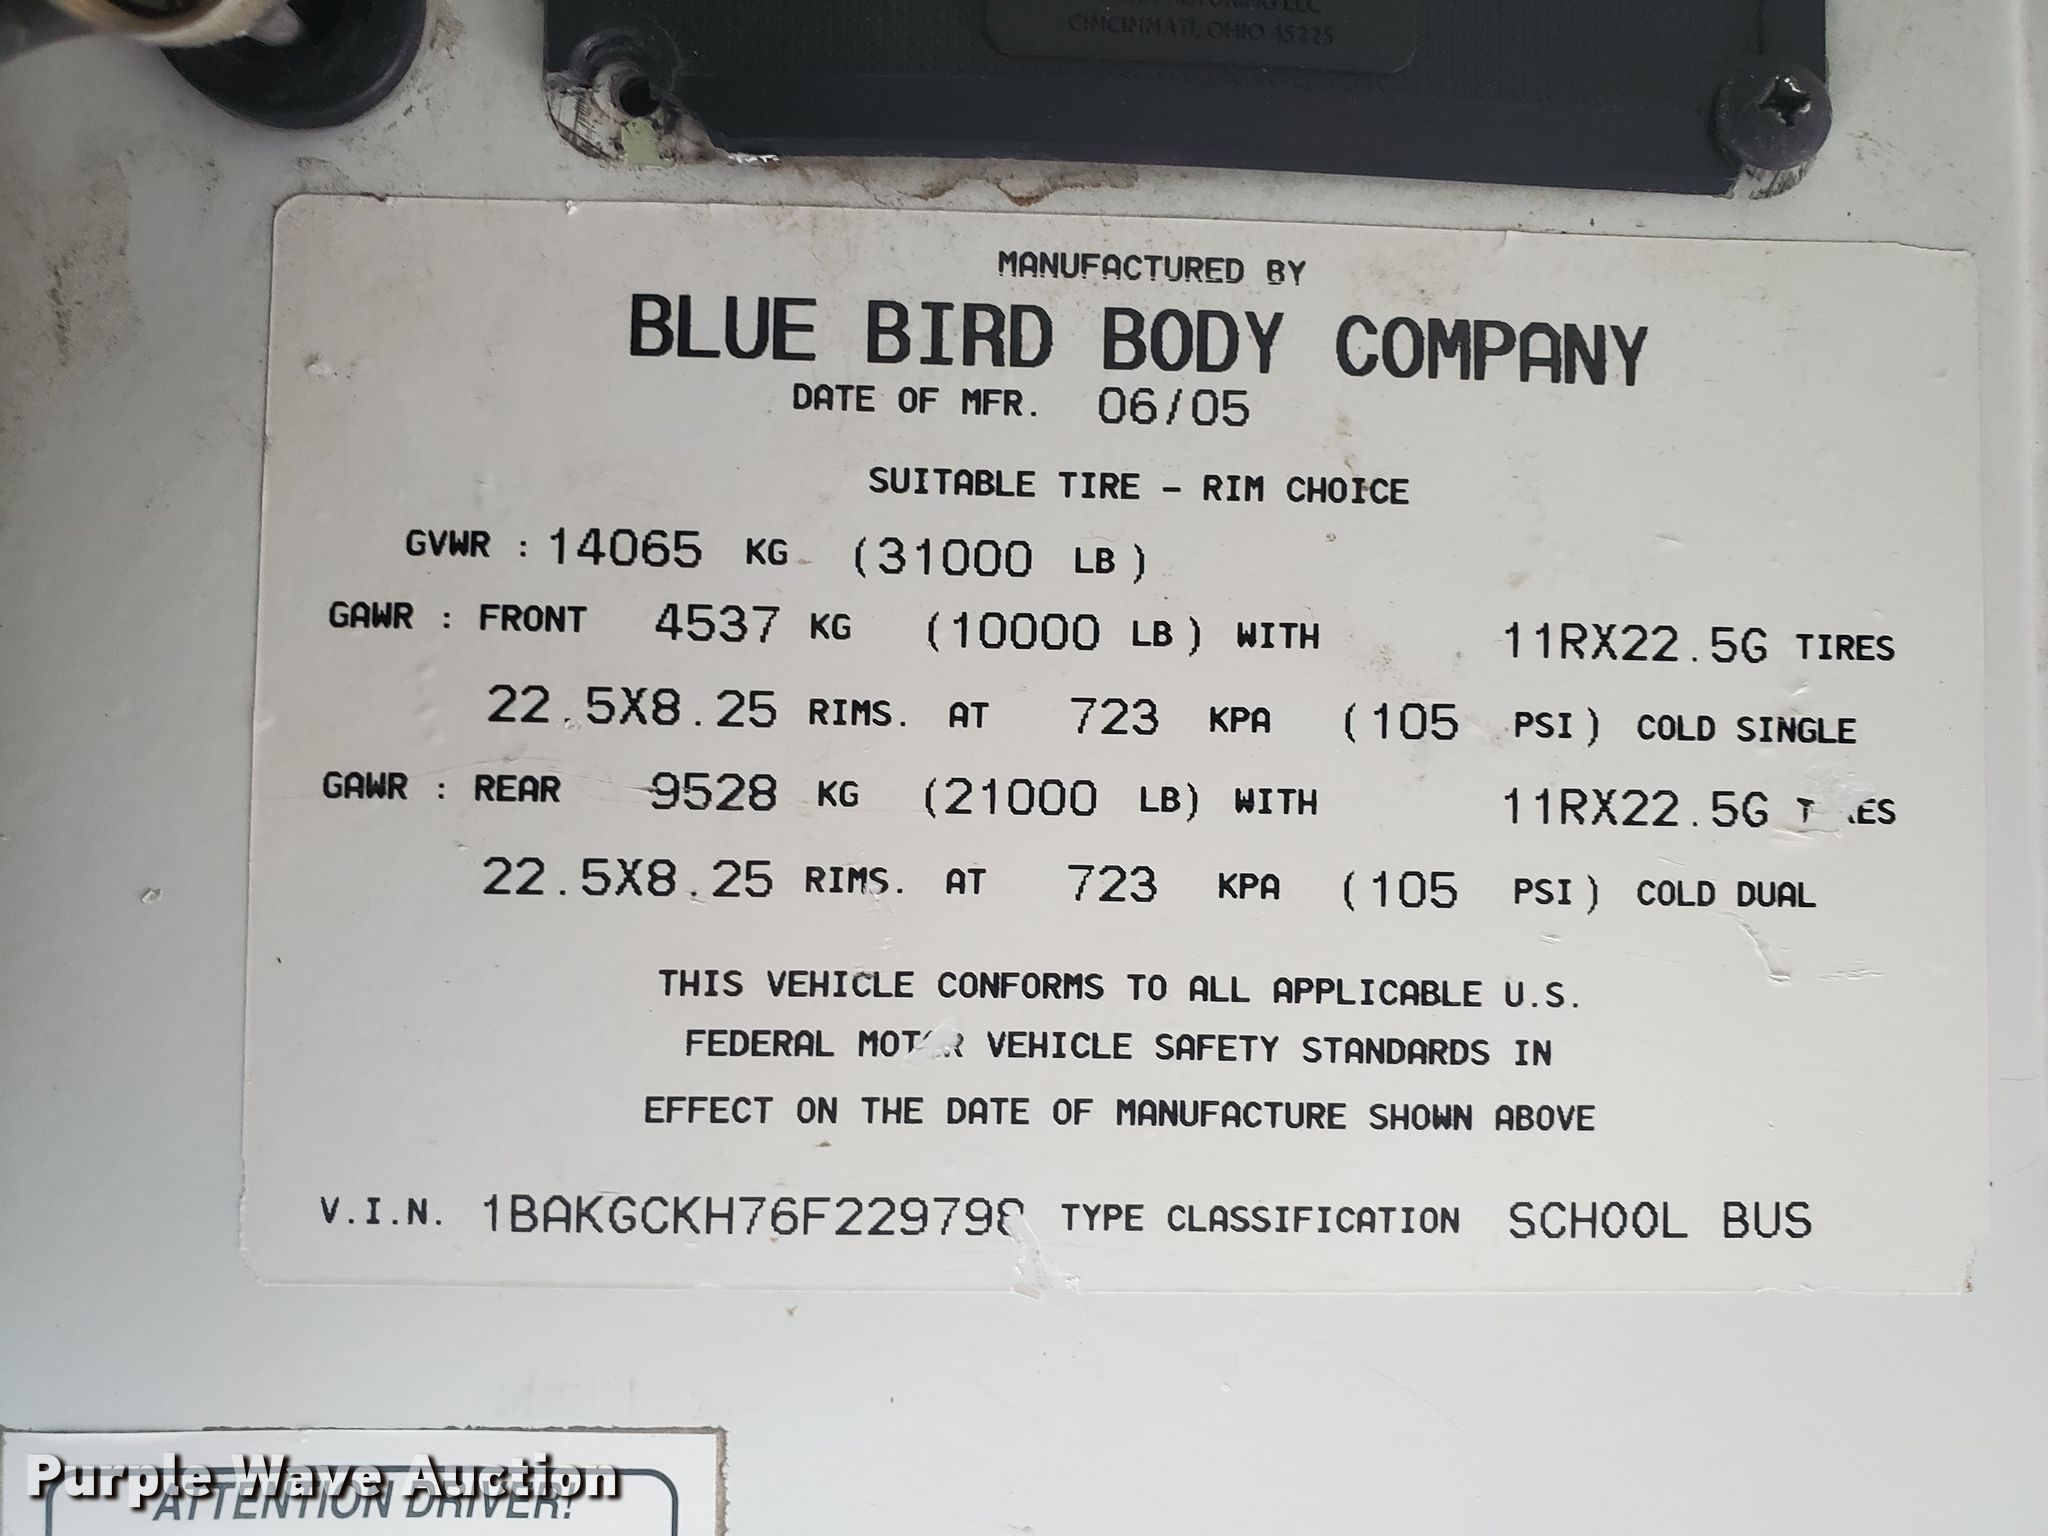 CINCINNATI, OHIO 45225
MANUFACTURED BY
BLUE BIRD BODY COMPANY
DATE OF MFR. 06/05
SUITABLE TIRE - RIM CHOICE
GVWR : 14065 KG (31000 LB)
GAWR : FRONT 4537 KG (10000 LB) WITH 11RX22.5G TIRES
22.5X8.25 RIMS. AT 723 KPA (105 PSI) COLD SINGLE
GAWR : REAR 9528 KG (21000 LB) WITH 11RX22.5G TIRES
22.5X8.25 RIMS. AT 723 KPA (105 PSI) COLD DUAL
THIS VEHICLE CONFORMS TO ALL APPLICABLE U.S.
FEDERAL MOTOR VEHICLE SAFETY STANDARDS IN
EFFECT ON THE DATE OF MANUFACTURE SHOWN ABOVE
V.I.N. 1BAKGCKH76F229798 TYPE CLASSIFICATION SCHOOL BUS
Purple Wave Auction
ATTENTION DRIVER!